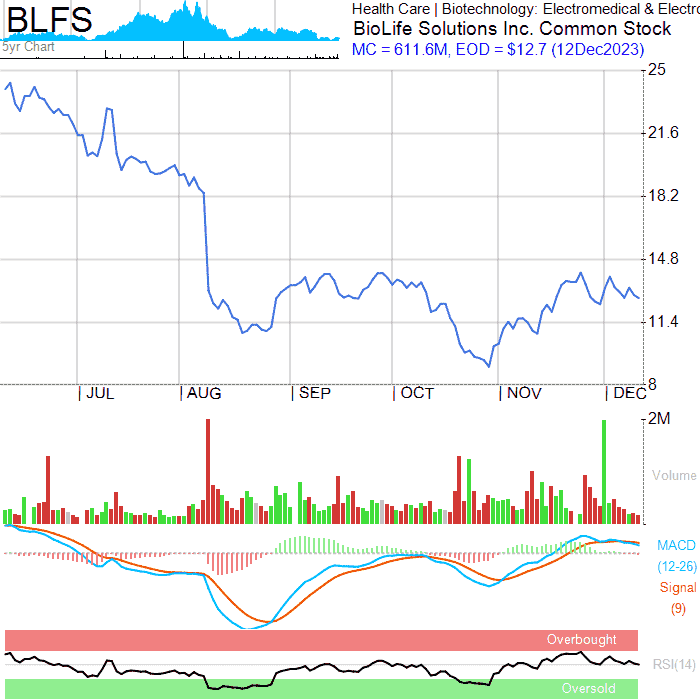 BLFS
5yr Chart
Health Care | Biotechnology: Electromedical & Electro
BioLife Solutions Inc. Common Stock
MC = 611.6M, EOD = $12.7 (12Dec2023)
25
21.6
18.2
14.8
11.4
8
| JUL | AUG | SEP | OCT | NOV | DEC
2M
Volume
MACD
(12-26)
Signal
(9)
Overbought
RSI(14)
Oversold